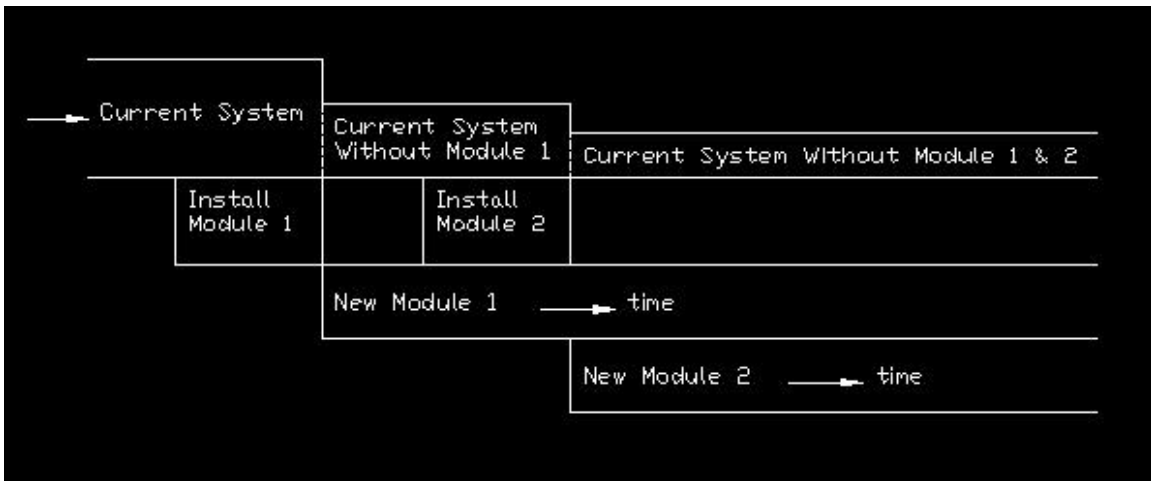 Current System
Current System
Without Module 1
Current System Without Module 1 & 2
Install
Module 1
Install
Module 2
New Module 1
time
New Module 2
time